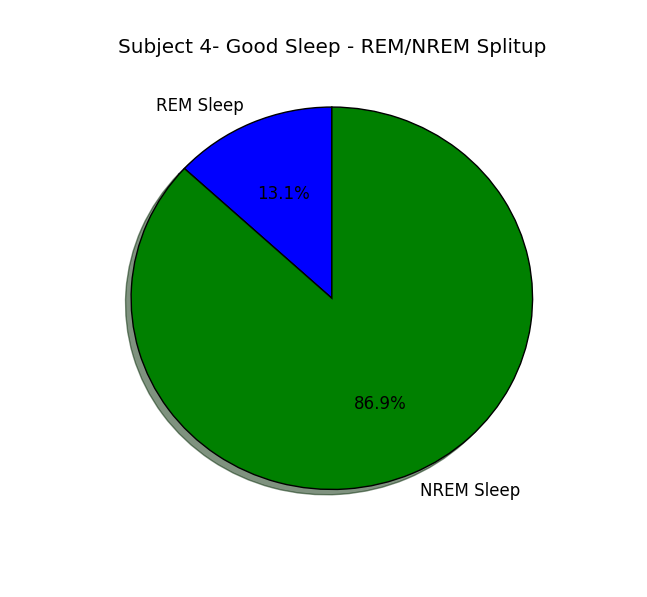 Subject 4- Good Sleep - REM/NREM Splitup
REM Sleep
13.1%
86.9%
NREM Sleep